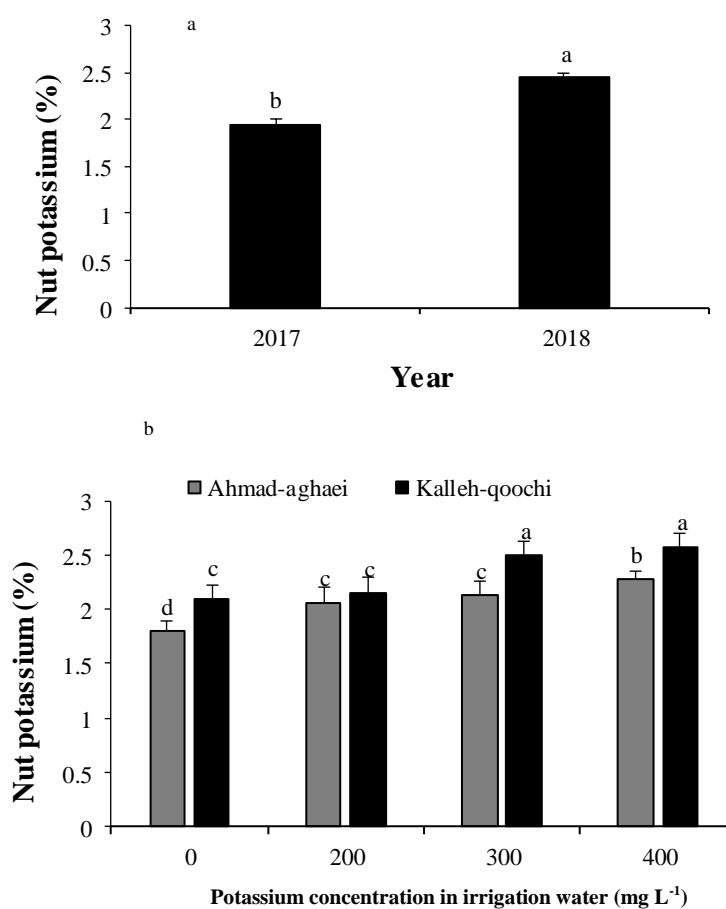 a
Nut potassium (%)
3
2.5
2
1.5
1
0.5
0
b
a
2017
2018
Year
b
Ahmad-aghaei
Kalleh-qoochi
Nut potassium (%)
3
2.5
2
1.5
1
0.5
0
d
c
c
c
c
a
b
a
0
200
300
400
Potassium concentration in irrigation water (mg L⁻¹)